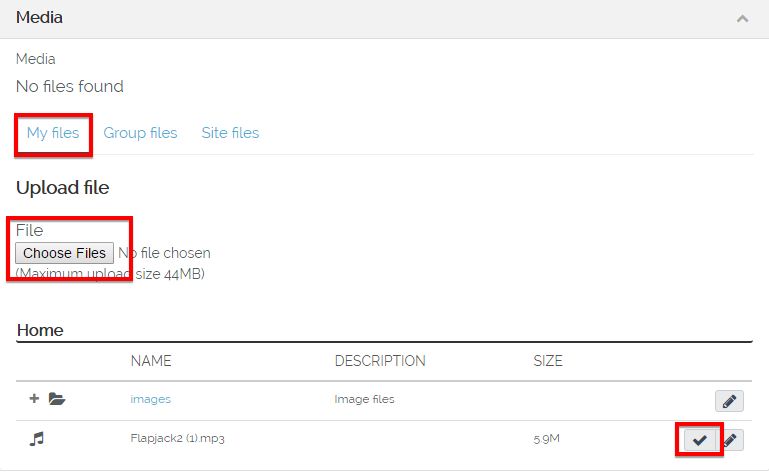 Media
Media
No files found
My files Group files Site files
Upload file
File
Choose Files No file chosen
(Maximum upload size 44MB)
Home
NAME DESCRIPTION SIZE
images Image files
Flapjack2 (1).mp3 5.9M